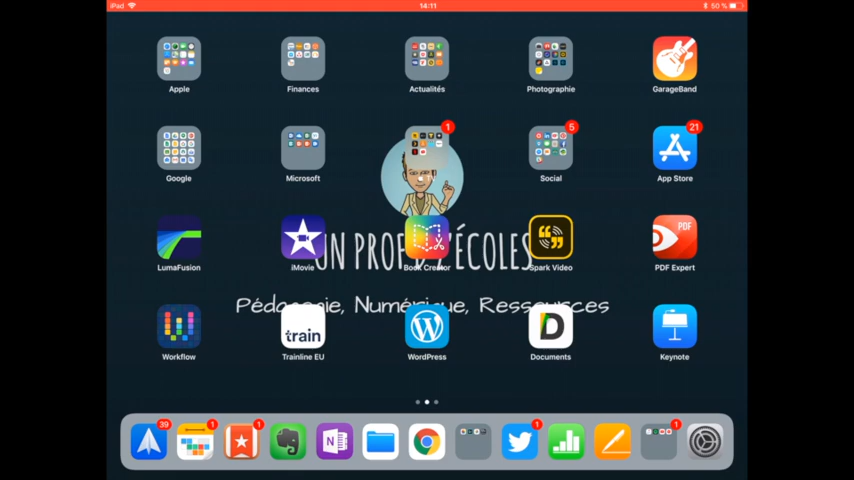 iPad 14:11 50 %
Apple Finances Actualités Photographie GarageBand
1 5 21
Google Microsoft Social App Store
UN PROF D'ÉCOLES
LumaFusion iMovie Book Creator Spark Video PDF Expert
PDF
Pédagogie, Numérique, Ressources
train
Workflow Trainline EU WordPress Documents Keynote
39 1 1 1 1